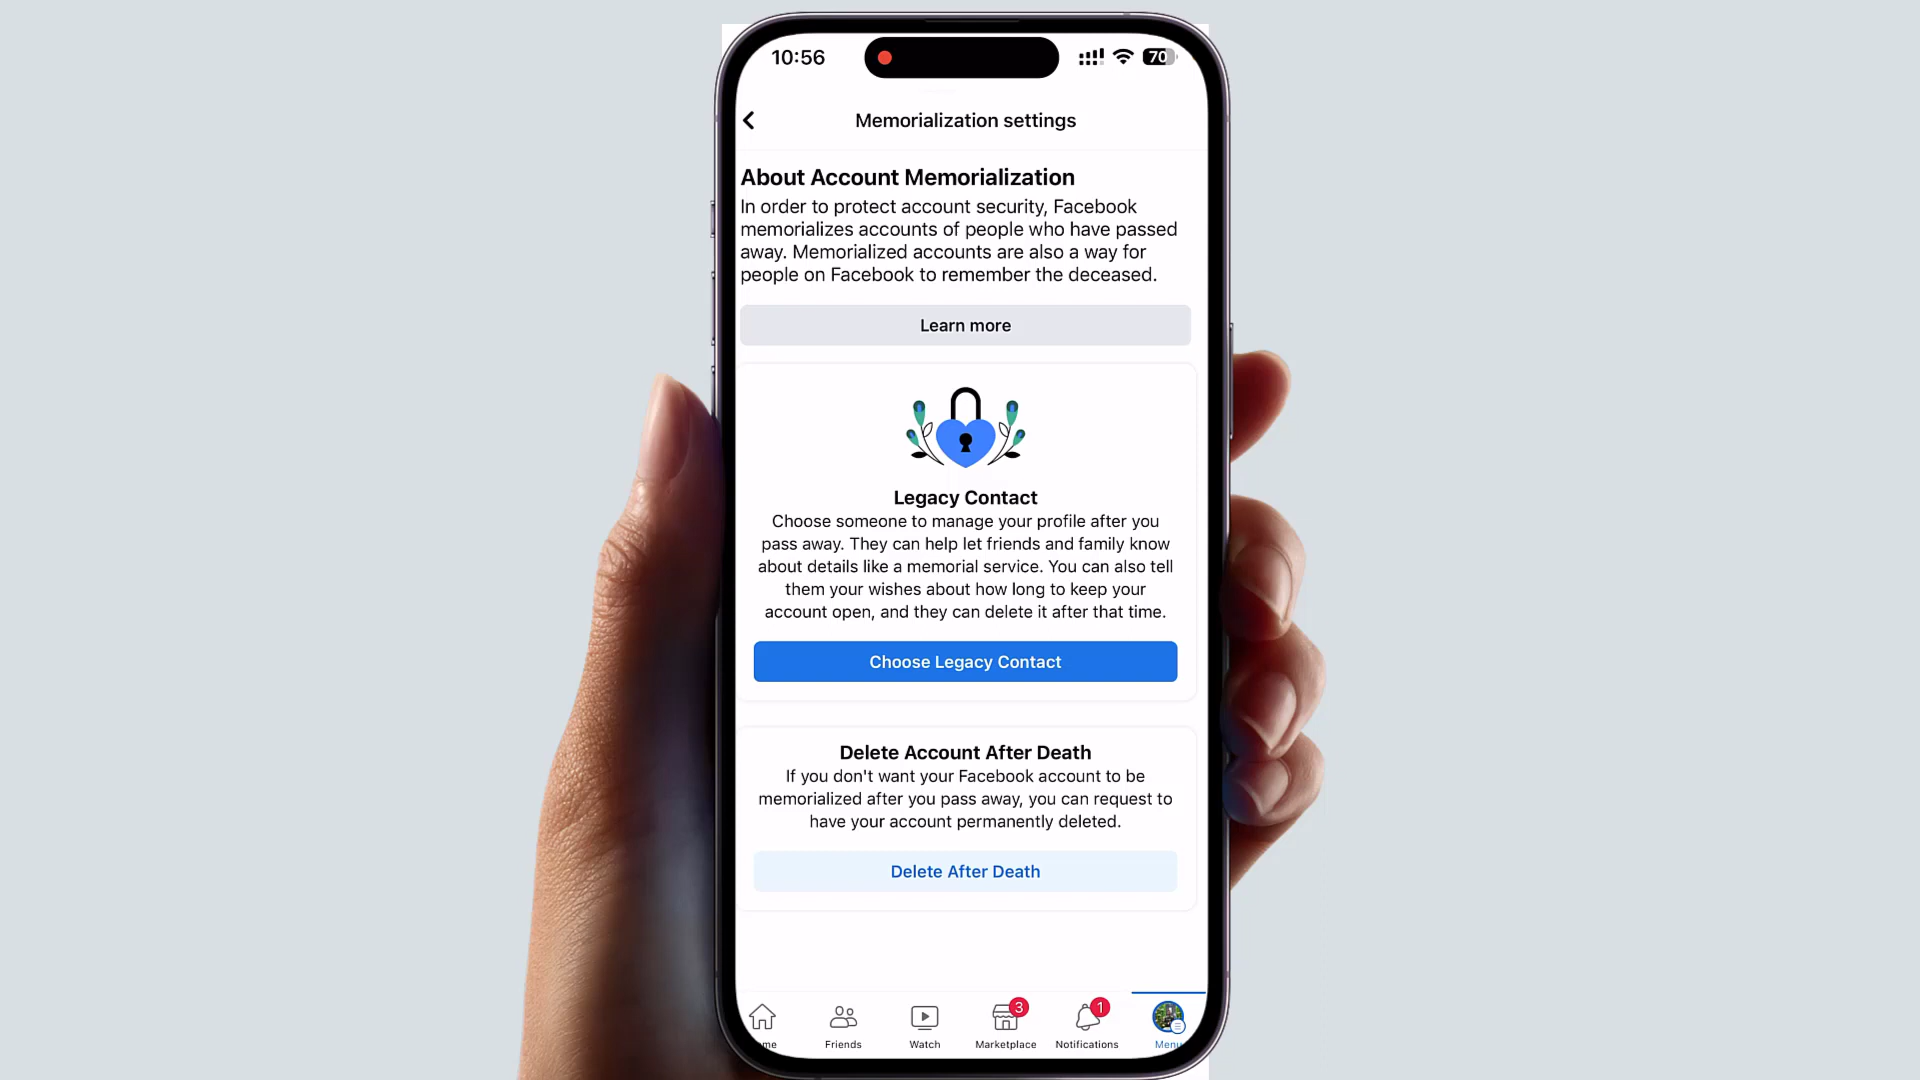 10:56
70
Memorialization settings
About Account Memorialization
In order to protect account security, Facebook
memorializes accounts of people who have passed
away. Memorialized accounts are also a way for
people on Facebook to remember the deceased.
Learn more
Legacy Contact
Choose someone to manage your profile after you
pass away. They can help let friends and family know
about details like a memorial service. You can also tell
them your wishes about how long to keep your
account open, and they can delete it after that time.
Choose Legacy Contact
Delete Account After Death
If you don't want your Facebook account to be
memorialized after you pass away, you can request to
have your account permanently deleted.
Delete After Death
3
1
me
Friends
Watch
Marketplace
Notifications
Menu